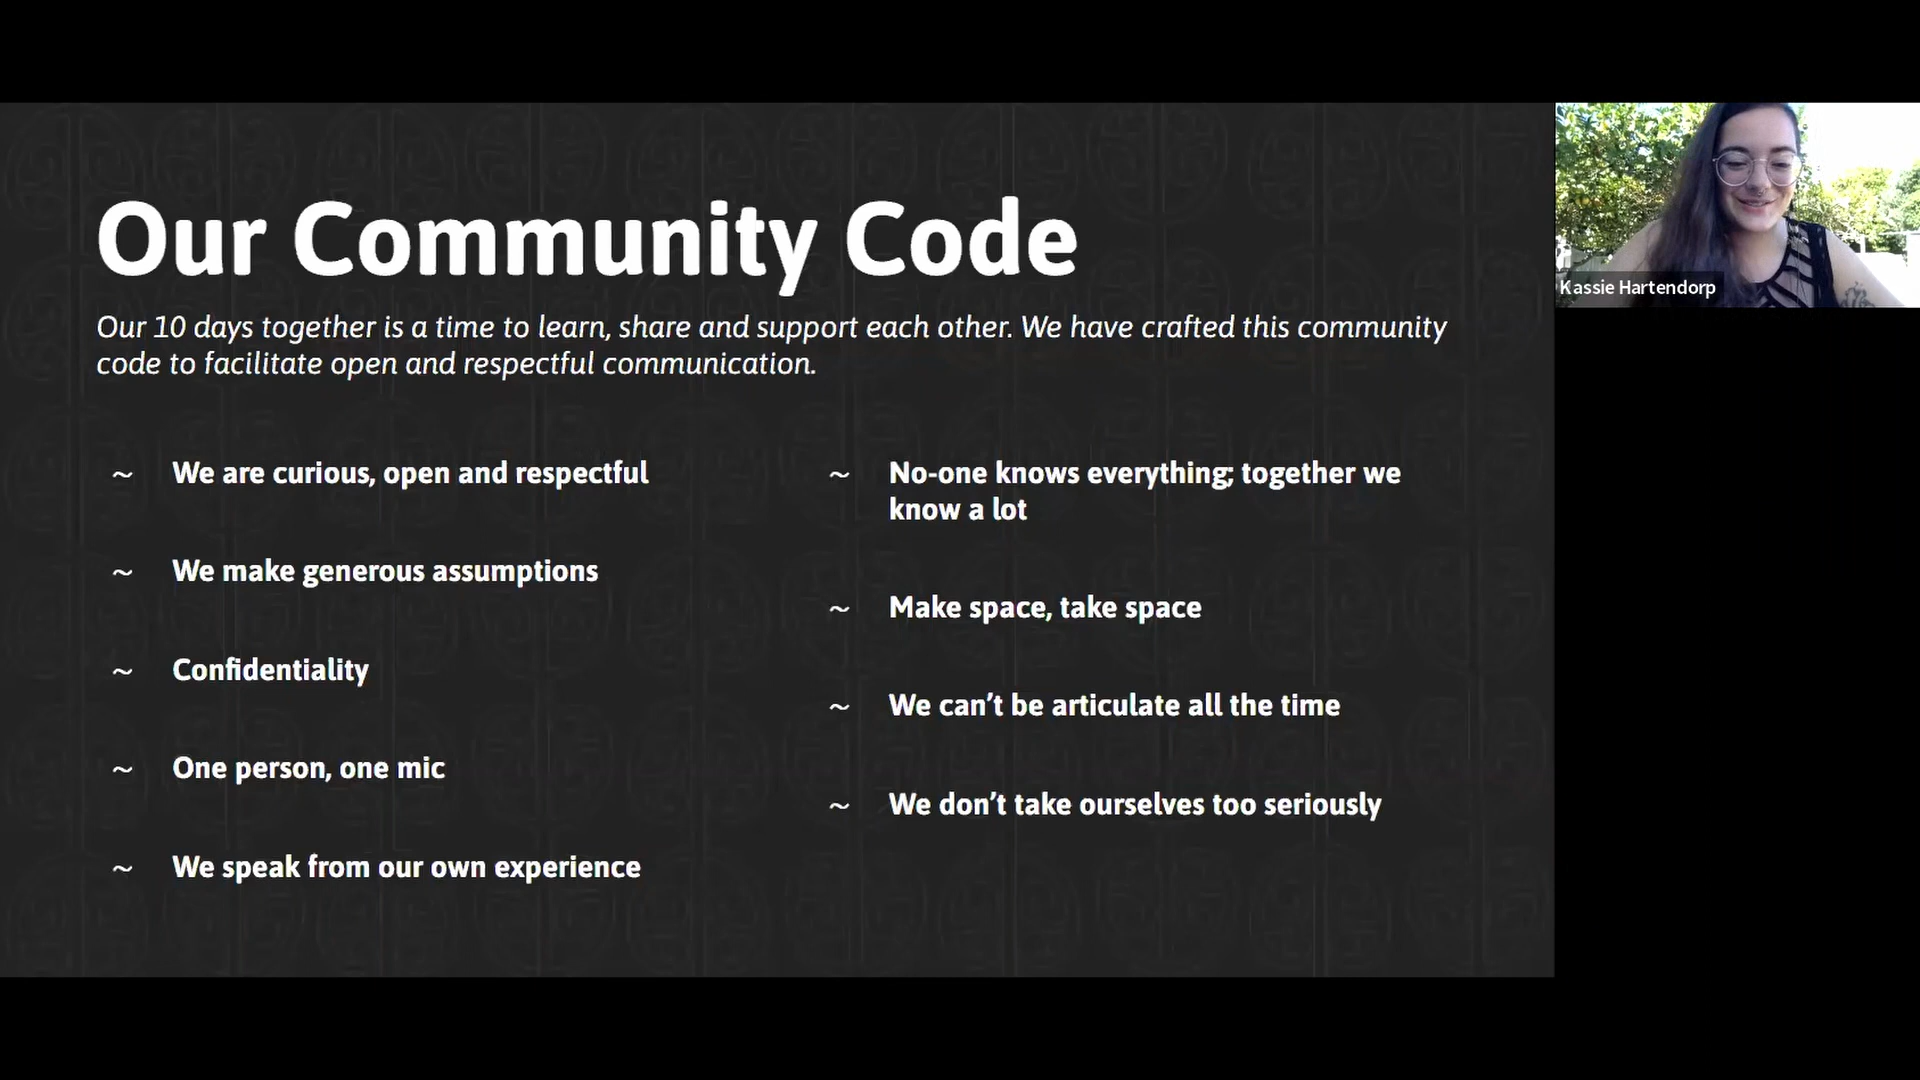 Our Community Code
Our 10 days together is a time to learn, share and support each other. We have crafted this community
code to facilitate open and respectful communication.
~ We are curious, open and respectful
~ We make generous assumptions
~ Confidentiality
~ One person, one mic
~ We speak from our own experience
~ No-one knows everything; together we
know a lot
~ Make space, take space
~ We can’t be articulate all the time
~ We don’t take ourselves too seriously
Kassie Hartendorp